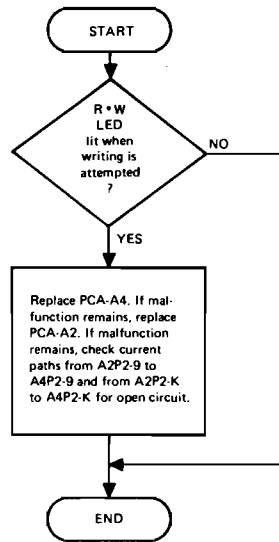 START
R • W
LED
lit when
writing is
attempted
?
NO
YES
Replace PCA-A4. If mal-
function remains, replace
PCA-A2. If malfunction
remains, check current
paths from A2P2-9 to
A4P2-9 and from A2P2-K
to A4P2-K for open circuit.
END